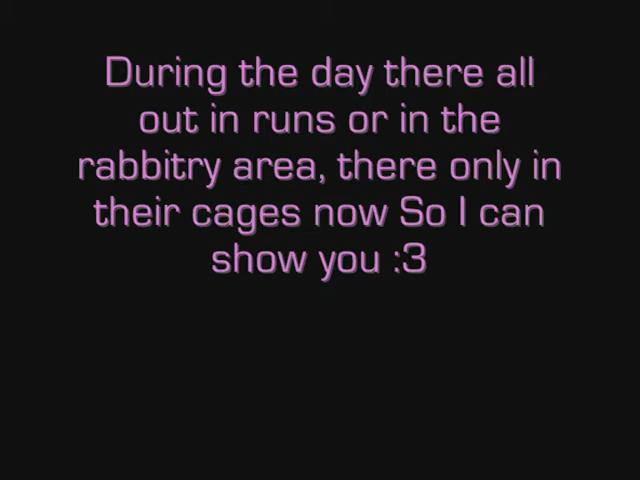 During the day there all
out in runs or in the
rabbitry area, there only in
their cages now So I can
show you :3